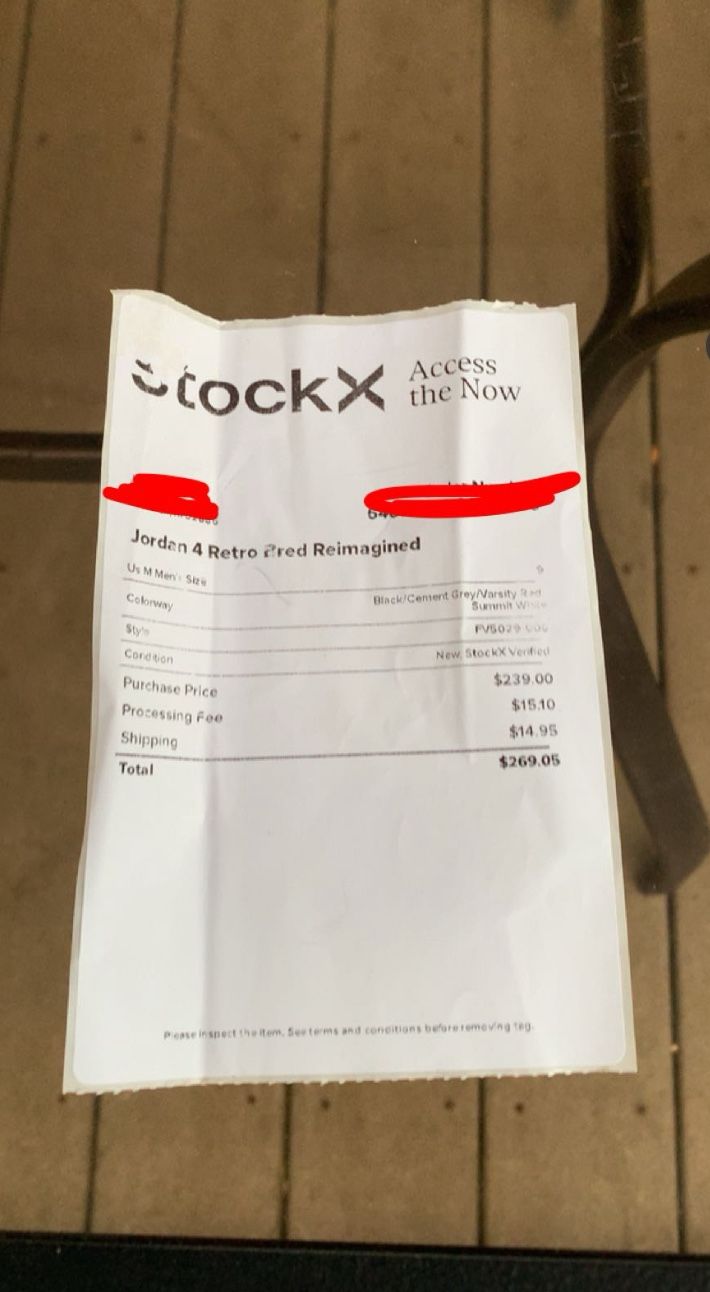 StockX Access the Now
Jordan 4 Retro Bred Reimagined
Us M Men's Size 9
Colorway Black/Cement Grey/Varsity Red
Summit White
Style FV5029
Condition New, StockX Verified
Purchase Price $239.00
Processing Fee $15.10
Shipping $14.95
Total $269.05
Please inspect the item. See terms and conditions before removing tag.